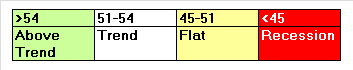 >54 51-54 45-51 <45
Above Trend Flat Recession
Trend